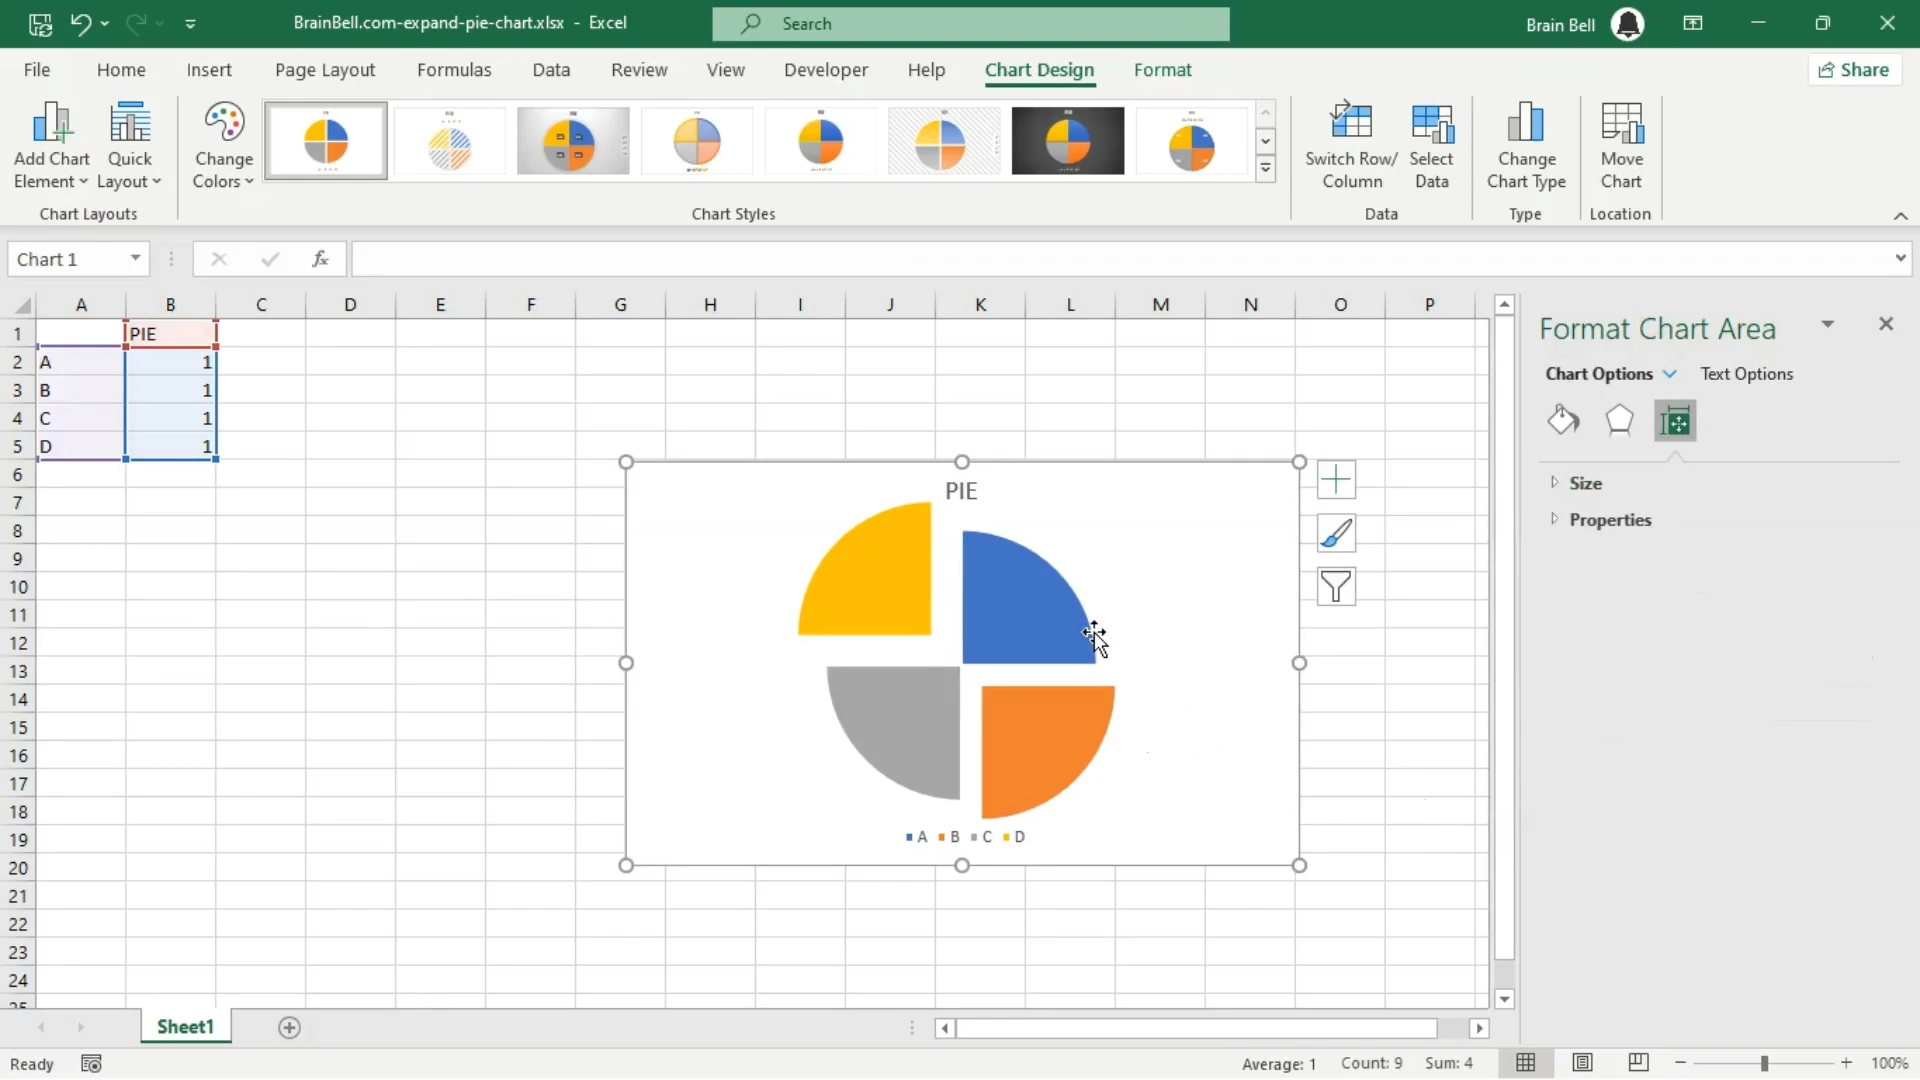 BrainBell.com-expand-pie-chart.xlsx - Excel
Search
Brain Bell
File Home Insert Page Layout Formulas Data Review View Developer Help Chart Design Format
Share
Add Chart Element
Quick Layout
Change Colors
Switch Row/ Column
Select Data
Change Chart Type
Move Chart
Chart Layouts
Chart Styles
Data
Type
Location
Chart 1
fx
A B C D E F G H I J K L M N O P
1 PIE
2 A 1
3 B 1
4 C 1
5 D 1
6
7
8
9
10
11
12
13
14
15
16
17
18
19
20
21
22
23
24
25
PIE
A B C D
Format Chart Area
Chart Options Text Options
Size
Properties
Sheet1
Ready
Average: 1 Count: 9 Sum: 4
100%